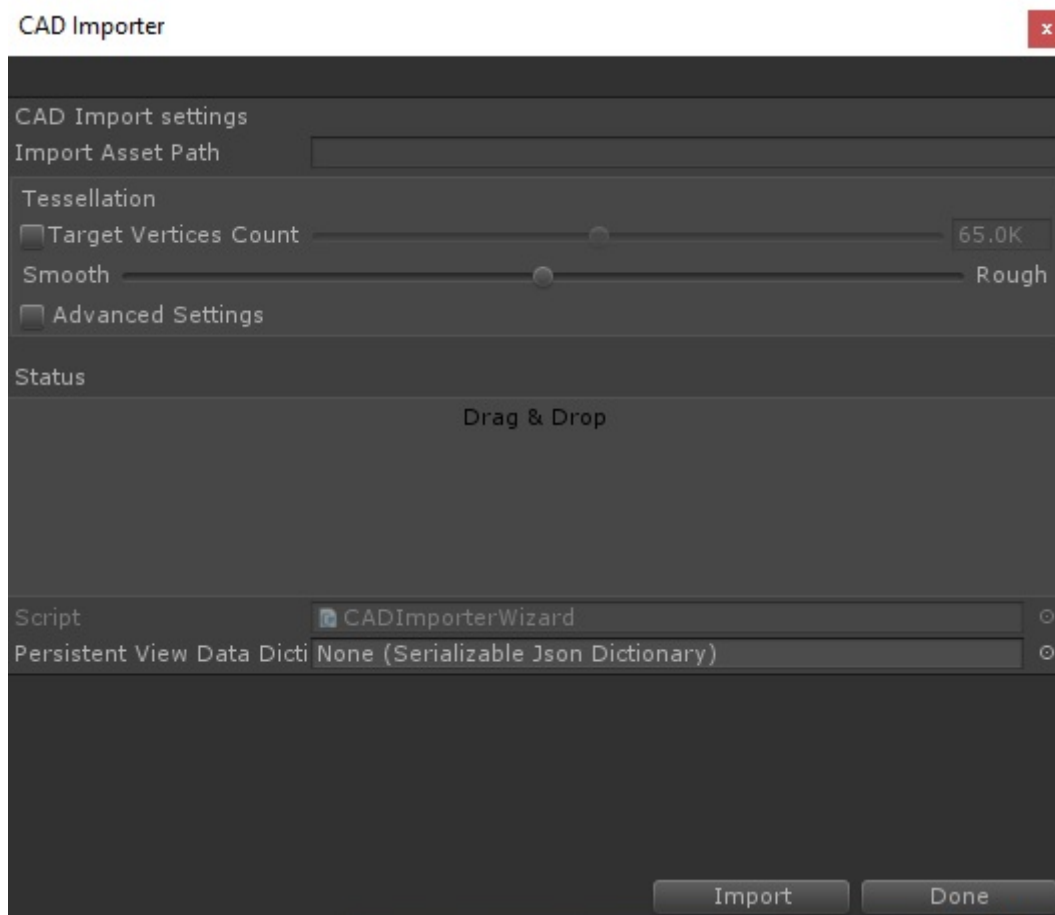 CAD Importer
x
CAD Import settings
Import Asset Path
Tessellation
Target Vertices Count 65.0K
Smooth Rough
Advanced Settings
Status
Drag & Drop
Script CADImporterWizard
Persistent View Data Dicti None (Serializable Json Dictionary)
Import Done